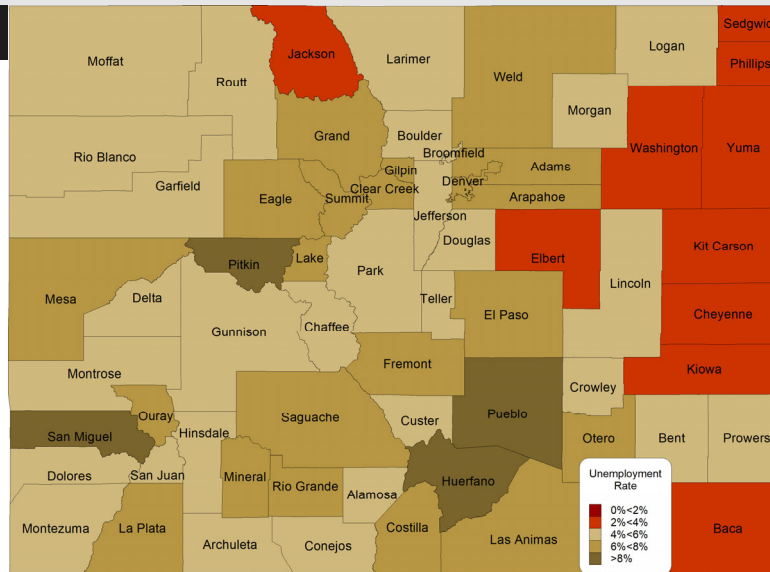 Sedgwic
Jackson
Logan
Moffat
Larimer
Phillips
Weld
Routt
Morgan
Grand
Boulder
Washington
Yuma
Broomfield
Rio Blanco
Gilpin
Adams
Denver
Garfield
Clear Creek
Eagle
Summit
Arapahoe
Jefferson
Douglas
Kit Carson
Elbert
Pitkin
Lake
Park
Lincoln
Mesa
Delta
Teller
Cheyenne
El Paso
Gunnison
Chaffee
Fremont
Kiowa
Montrose
Crowley
Ouray
Saguache
Custer
Pueblo
Hinsdale
San Miguel
Otero
Bent
Prowers
Dolores
San Juan
Mineral
Rio Grande
Huerfano
Alamosa
Montezuma
La Plata
Costilla
Las Animas
Baca
Archuleta
Conejos
Unemployment
Rate
0%<2%
2%<4%
4%<6%
6%<8%
>8%